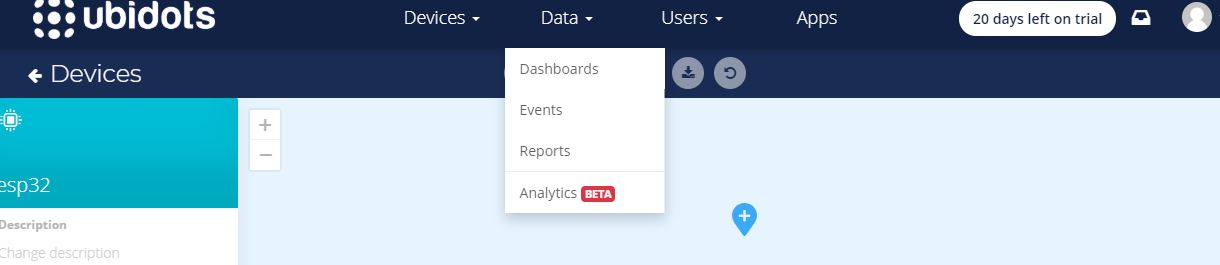 ubidots
Devices
Data
Users
Apps
20 days left on trial
Devices
Dashboards
Events
Reports
Analytics BETA
esp32
Description
Change description